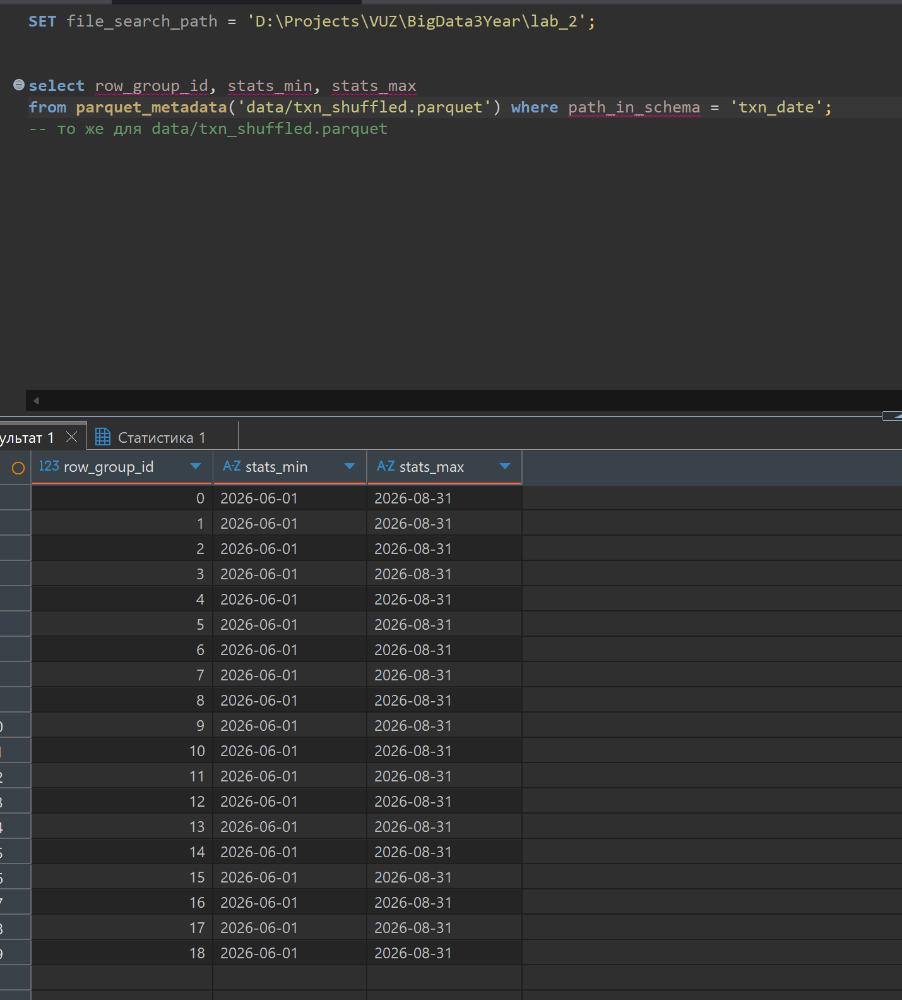 SET file_search_path = 'D:\Projects\VUZ\BigData3Year\lab_2';
select row_group_id, stats_min, stats_max
from parquet_metadata('data/txn_shuffled.parquet') where path_in_schema = 'txn_date';
-- то же для data/txn_shuffled.parquet
ультат 1 Статистика 1
123 row_group_id A-Z stats_min A-Z stats_max
0 2026-06-01 2026-08-31
1 2026-06-01 2026-08-31
2 2026-06-01 2026-08-31
3 2026-06-01 2026-08-31
4 2026-06-01 2026-08-31
5 2026-06-01 2026-08-31
6 2026-06-01 2026-08-31
7 2026-06-01 2026-08-31
8 2026-06-01 2026-08-31
9 2026-06-01 2026-08-31
10 2026-06-01 2026-08-31
11 2026-06-01 2026-08-31
12 2026-06-01 2026-08-31
13 2026-06-01 2026-08-31
14 2026-06-01 2026-08-31
15 2026-06-01 2026-08-31
16 2026-06-01 2026-08-31
17 2026-06-01 2026-08-31
18 2026-06-01 2026-08-31